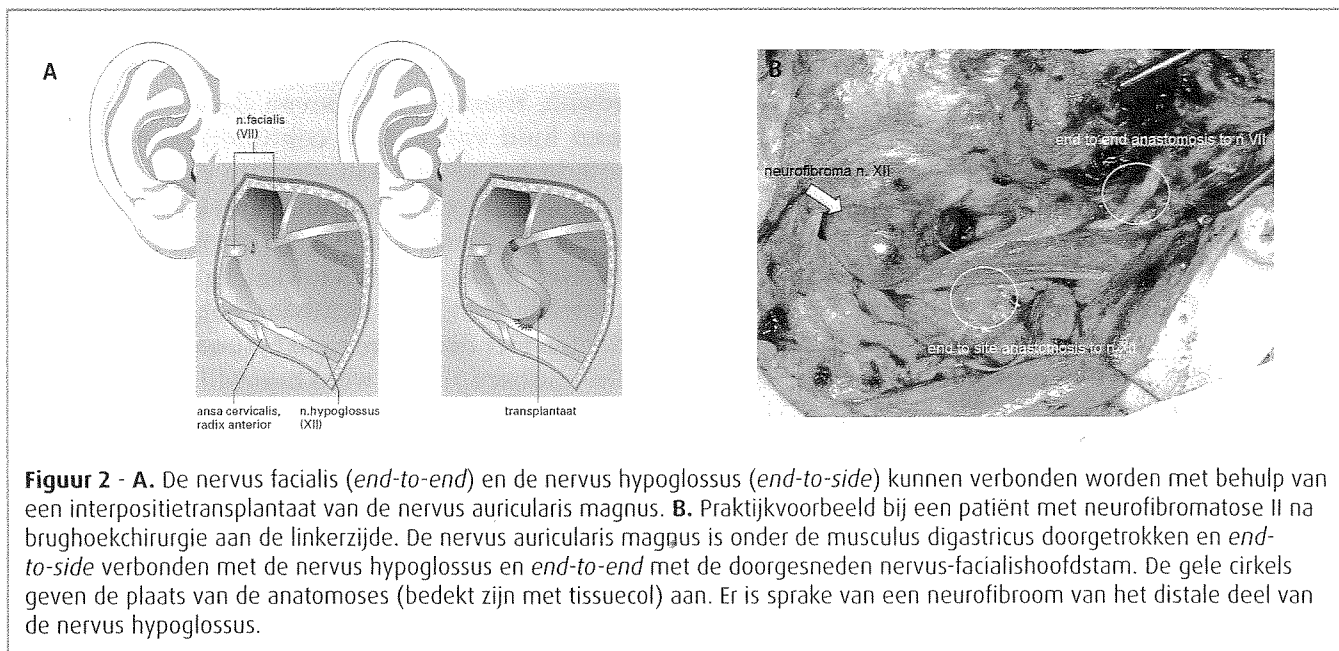 A
n.facialis
(VII)
ansa cervicalis,
radix anterior
n.hypoglossus
(XII)
transplantaat
B
end to end anastomosis to n VII
neurofibroma n. XII
end to site anastomosis to n. XII
Figuur 2 - A. De nervus facialis (end-to-end) en de nervus hypoglossus (end-to-side) kunnen verbonden worden met behulp van
een interpositietransplantaat van de nervus auricularis magnus. B. Praktijkvoorbeeld bij een patiënt met neurofibromatose II na
brughoekchirurgie aan de linkerzijde. De nervus auricularis magnus is onder de musculus digastricus doorgetrokken en end-
to-side verbonden met de nervus hypoglossus en end-to-end met de doorgesneden nervus-facialishoofdstam. De gele cirkels
geven de plaats van de anatomoses (bedekt zijn met tissuecol) aan. Er is sprake van een neurofibroom van het distale deel van
de nervus hypoglossus.